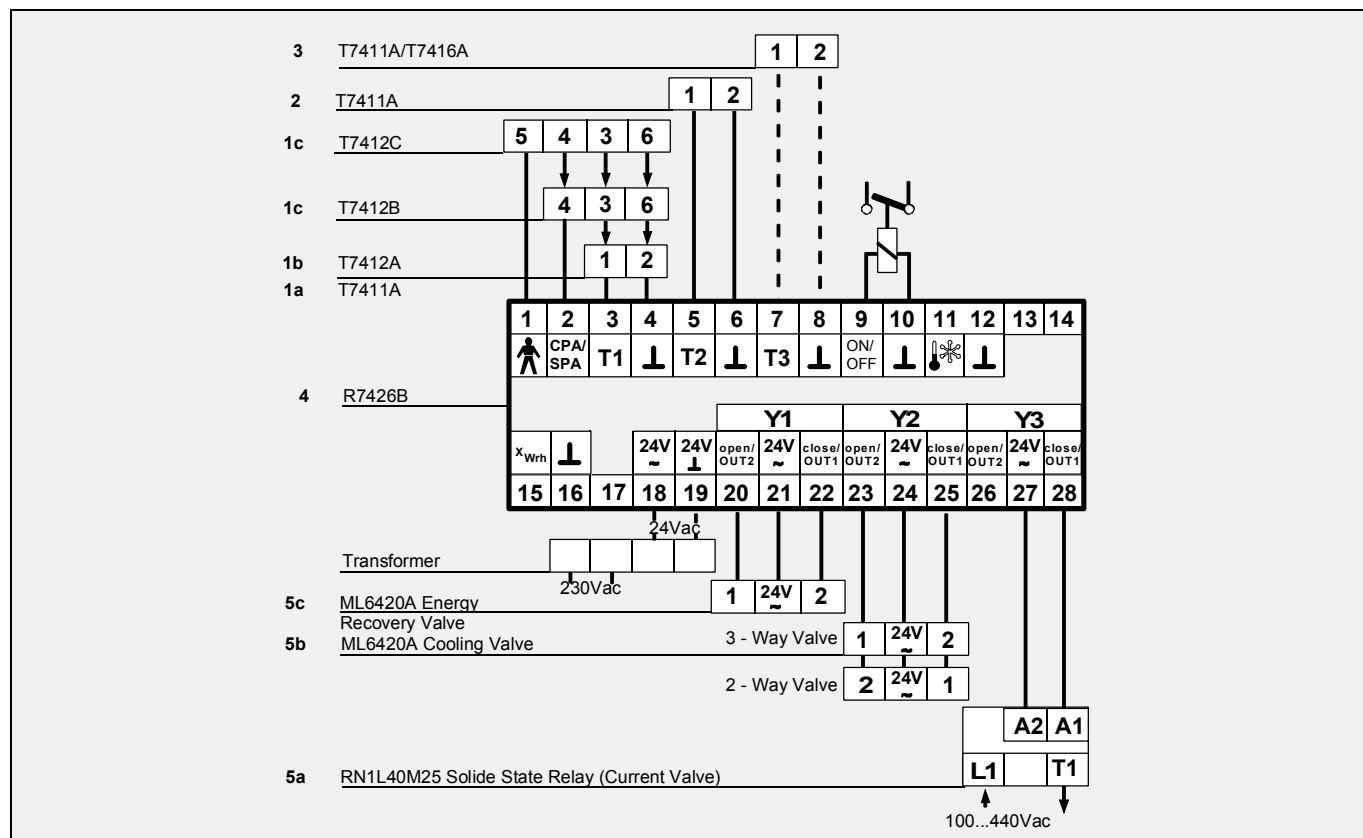 3 T7411A/T7416A 1 2
2 T7411A 1 2
1c T7412C 5 4 3 6
1c T7412B 4 3 6
1b T7412A 1 2
1a T7411A
1 2 3 4 5 6 7 8 9 10 11 12 13 14
CPA/ SPA T1 T2 T3 ON/ OFF
4 R7426B
Y1 Y2 Y3
XWrh 24V ~ 24V open/ OUT2 24V ~ close/ OUT1 open/ OUT2 24V ~ close/ OUT1 open/ OUT2 24V ~ close/ OUT1
15 16 17 18 19 20 21 22 23 24 25 26 27 28
24Vac
Transformer
230Vac
5c ML6420A Energy 1 24V ~ 2
Recovery Valve
5b ML6420A Cooling Valve 3 - Way Valve 1 24V ~ 2
2 - Way Valve 2 24V ~ 1
A2 A1
5a RN1L40M25 Solide State Relay (Current Valve) L1 T1
100...440Vac